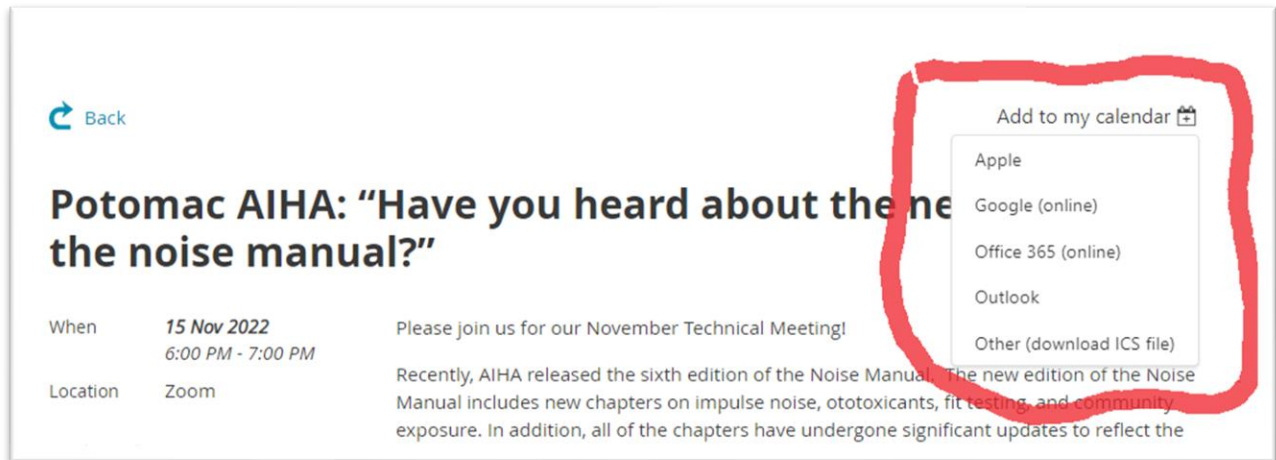 Back
Add to my calendar
Apple
Google (online)
Office 365 (online)
Outlook
Other (download ICS file)
Potomac AIHA: “Have you heard about the
the noise manual?”
When
15 Nov 2022
6:00 PM - 7:00 PM
Location
Zoom
Please join us for our November Technical Meeting!
Recently, AIHA released the sixth edition of the Noise Manual. The new edition of the Noise
Manual includes new chapters on impulse noise, ototoxicants, fit testing, and community
exposure. In addition, all of the chapters have undergone significant updates to reflect the